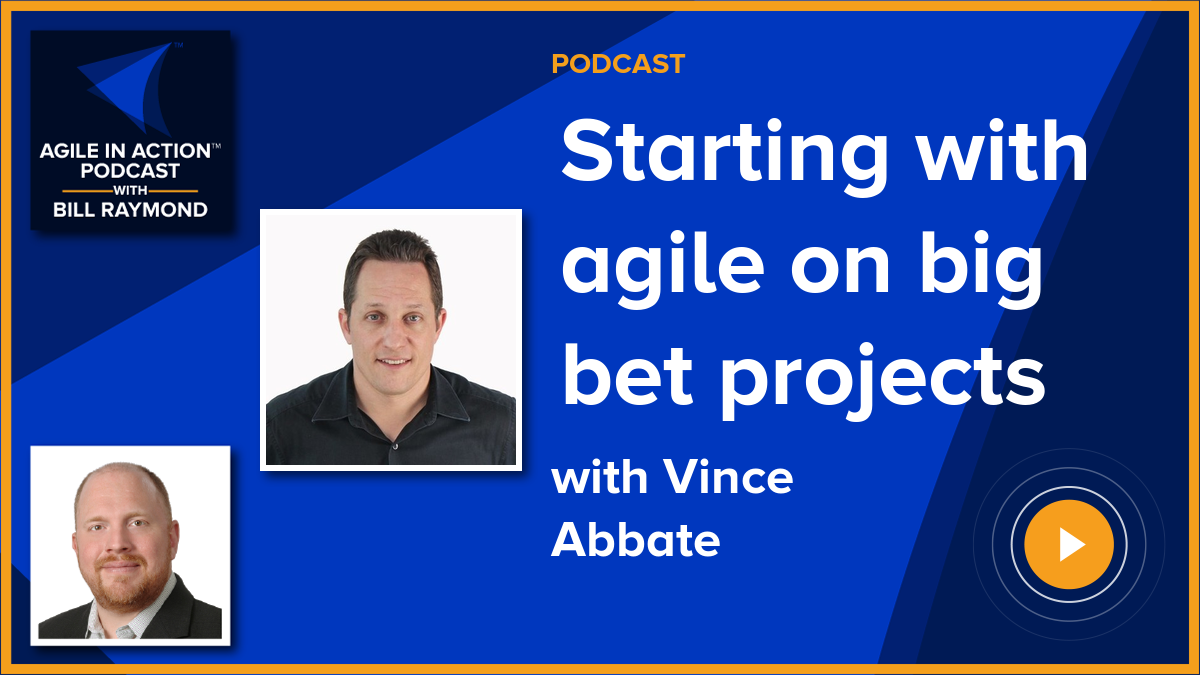 AGILE IN ACTION™
PODCAST
WITH
BILL RAYMOND
PODCAST
Starting with
agile on big
bet projects
with Vince
Abbate